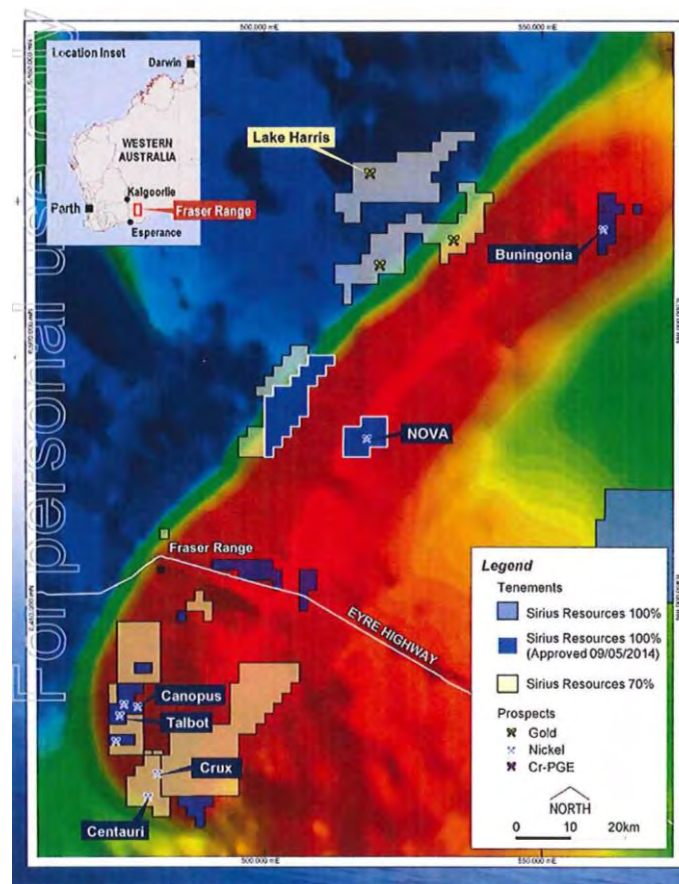 For personal use only
500,000 mE
550,000 mE
Location Inset
Darwin
WESTERN
AUSTRALIA
Kalgoorlie
Perth
Fraser Range
Esperance
Lake Harris
Buningonia
NOVA
Fraser Range
EYRE HIGHWAY
Canopus
Talbot
Crux
Centauri
Legend
Tenements
Sirius Resources 100%
Sirius Resources 100%
(Approved 09/05/2014)
Sirius Resources 70%
Prospects
Gold
Nickel
Cr-PGE
NORTH
0 10 20km
500,000 mE
550,000 mE